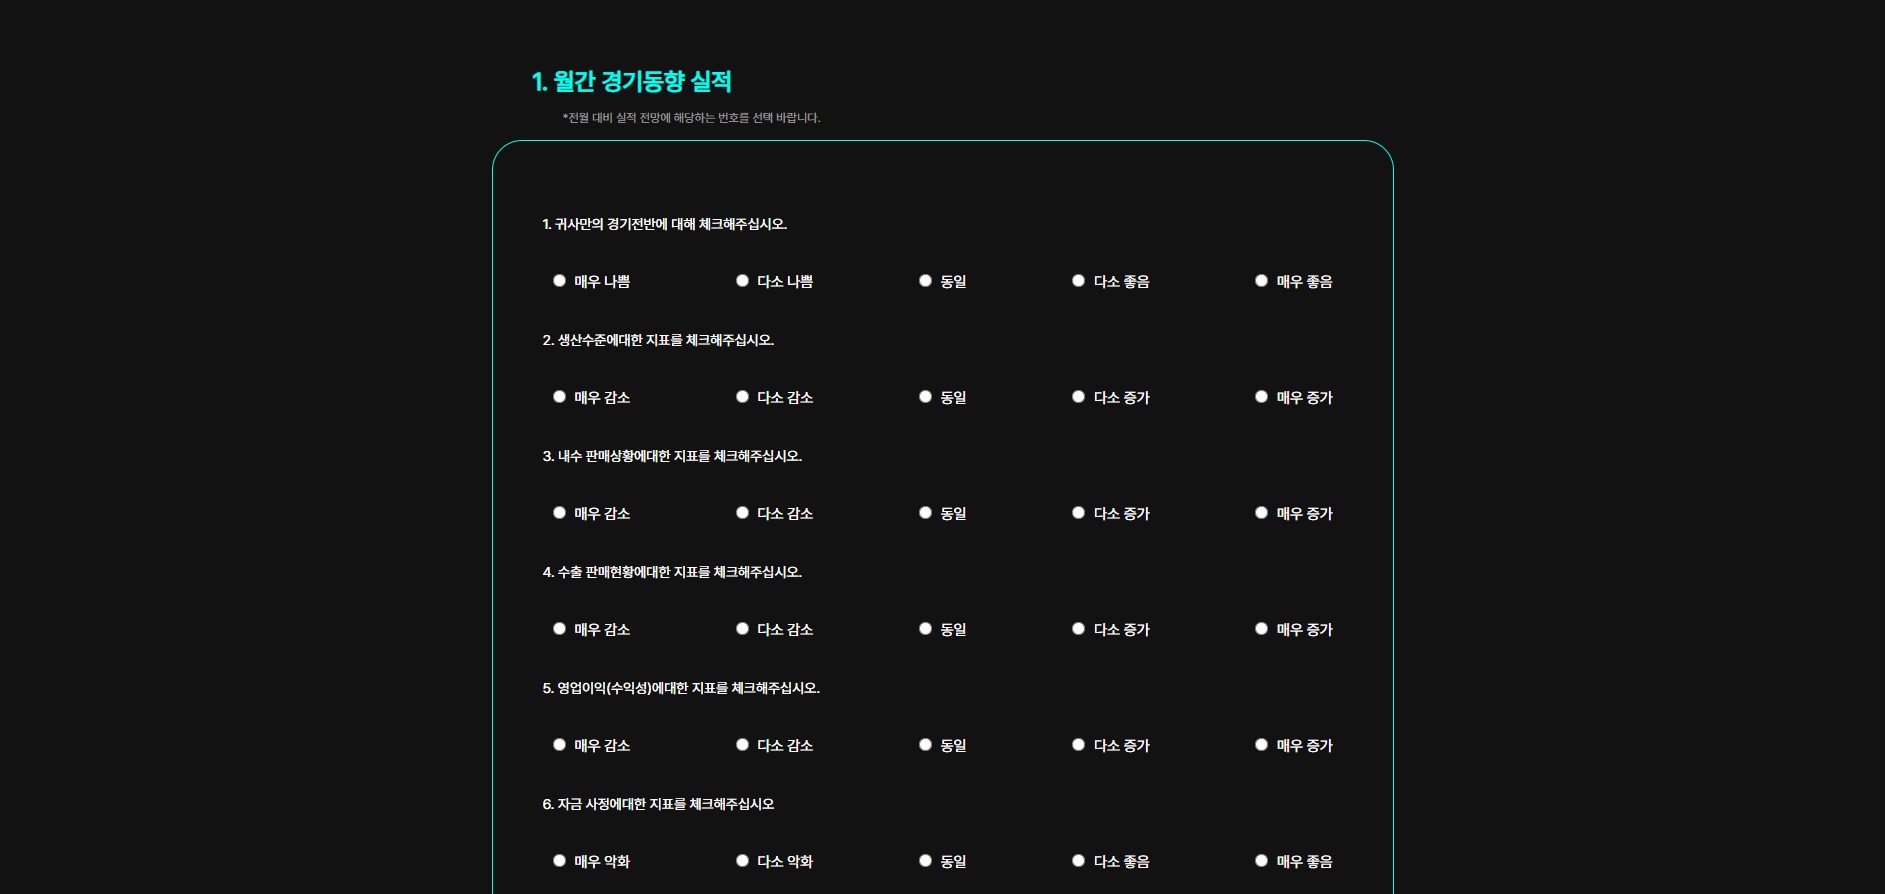 1. 월간 경기동향 실적
*전월 대비 실적 전망에 해당하는 번호를 선택 바랍니다.
1. 귀사만의 경기전반에 대해 체크해주십시오.
매우 나쁨 다소 나쁨 동일 다소 좋음 매우 좋음
2. 생산수준에대한 지표를 체크해주십시오.
매우 감소 다소 감소 동일 다소 증가 매우 증가
3. 내수 판매상황에대한 지표를 체크해주십시오.
매우 감소 다소 감소 동일 다소 증가 매우 증가
4. 수출 판매현황에대한 지표를 체크해주십시오.
매우 감소 다소 감소 동일 다소 증가 매우 증가
5. 영업이익(수익성)에대한 지표를 체크해주십시오.
매우 감소 다소 감소 동일 다소 증가 매우 증가
6. 자금 사정에대한 지표를 체크해주십시오
매우 악화 다소 악화 동일 다소 좋음 매우 좋음